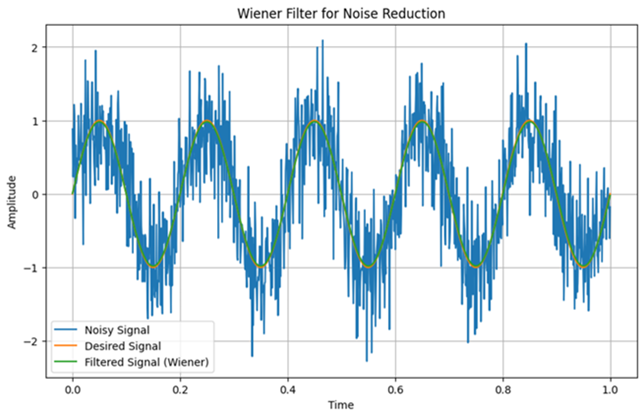 Wiener Filter for Noise Reduction
2
1
0
−1
−2
Amplitude
Noisy Signal
Desired Signal
Filtered Signal (Wiener)
0.0 0.2 0.4 0.6 0.8 1.0
Time